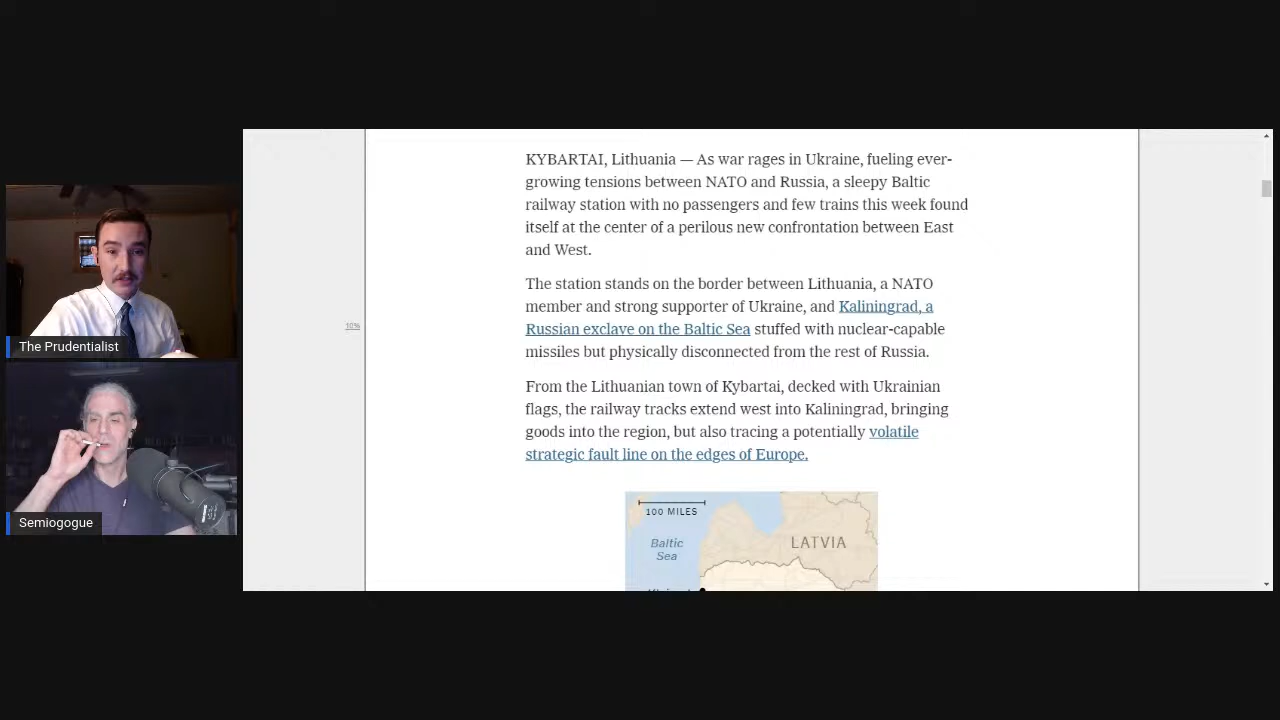 KYBARTAI, Lithuania — As war rages in Ukraine, fueling ever-
growing tensions between NATO and Russia, a sleepy Baltic
railway station with no passengers and few trains this week found
itself at the center of a perilous new confrontation between East
and West.
The station stands on the border between Lithuania, a NATO
member and strong supporter of Ukraine, and Kaliningrad, a
Russian exclave on the Baltic Sea stuffed with nuclear-capable
missiles but physically disconnected from the rest of Russia.
From the Lithuanian town of Kybartai, decked with Ukrainian
flags, the railway tracks extend west into Kaliningrad, bringing
goods into the region, but also tracing a potentially volatile
strategic fault line on the edges of Europe.
100 MILES
Baltic
Sea
LATVIA
10%
The Prudentialist
Semiogogue